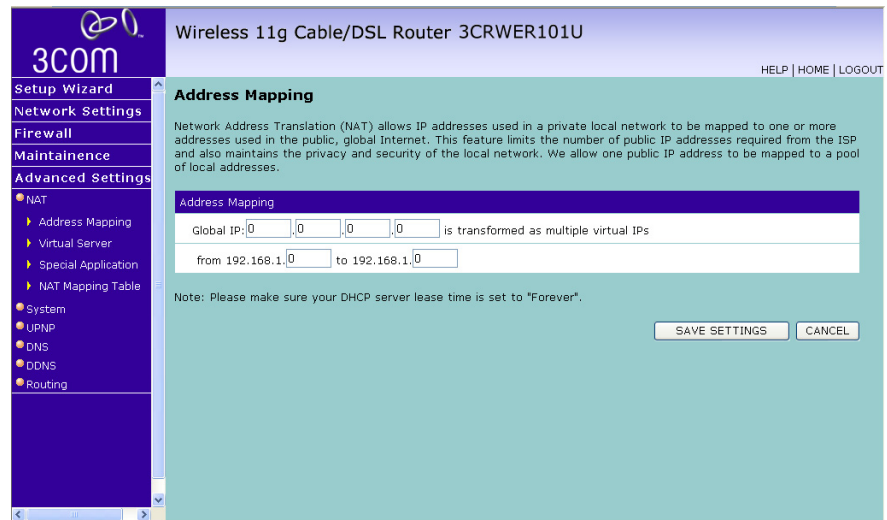 3COM
Wireless 11g Cable/DSL Router 3CRWER101U
HELP | HOME | LOGOUT
Setup Wizard
Network Settings
Firewall
Maintainence
Advanced Settings
NAT
Address Mapping
Virtual Server
Special Application
NAT Mapping Table
System
UPNP
DNS
DDNS
Routing
Address Mapping
Network Address Translation (NAT) allows IP addresses used in a private local network to be mapped to one or more
addresses used in the public, global Internet. This feature limits the number of public IP addresses required from the ISP
and also maintains the privacy and security of the local network. We allow one public IP address to be mapped to a pool
of local addresses.
Address Mapping
Global IP: 0 .0 .0 .0 is transformed as multiple virtual IPs
from 192.168.1. 0 to 192.168.1. 0
Note: Please make sure your DHCP server lease time is set to "Forever".
SAVE SETTINGS CANCEL